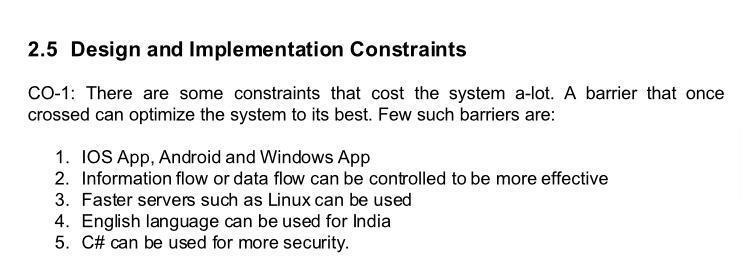 2.5 Design and Implementation Constraints
CO-1: There are some constraints that cost the system a-lot. A barrier that once
crossed can optimize the system to its best. Few such barriers are:
1. IOS App, Android and Windows App
2. Information flow or data flow can be controlled to be more effective
3. Faster servers such as Linux can be used
4. English language can be used for India
5. C# can be used for more security.